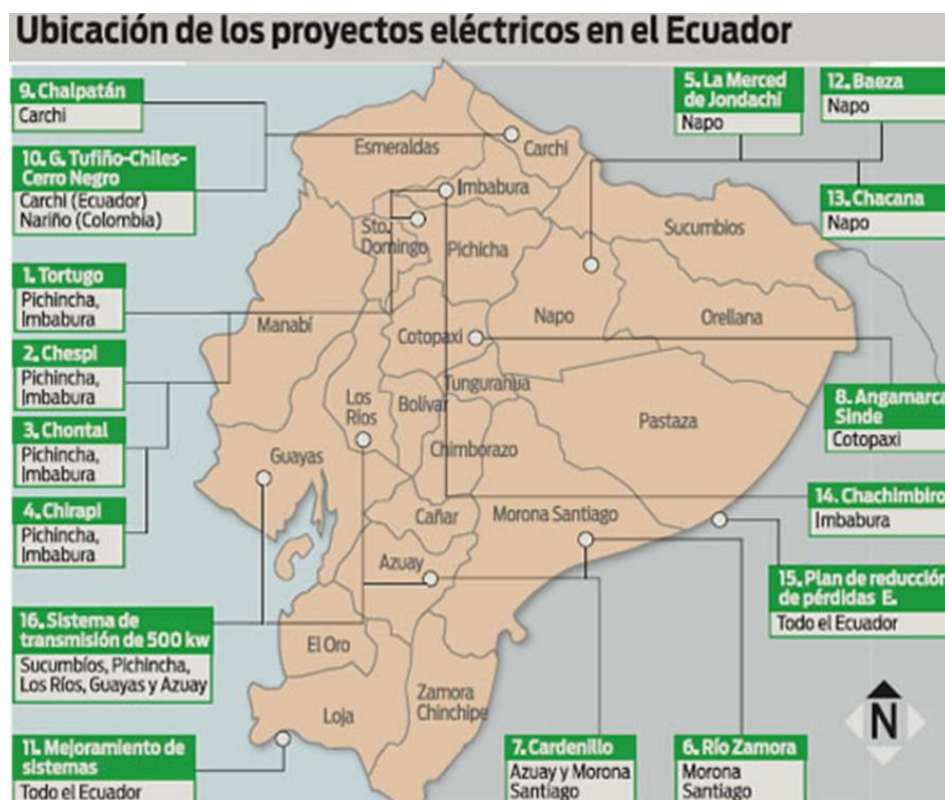 Ubicación de los proyectos eléctricos en el Ecuador
9. Chalpatán
Carchi
10. G. Tufiño-Chiles-
Cerro Negro
Carchi (Ecuador)
Nariño (Colombia)
1. Tortugo
Pichincha,
Imbabura
2. Chespi
Pichincha,
Imbabura
3. Chontal
Pichincha,
Imbabura
4. Chirapi
Pichincha,
Imbabura
16. Sistema de
transmisión de 500 kw
Sucumbíos, Pichincha,
Los Ríos, Guayas y Azuay
11. Mejoramiento de
sistemas
Todo el Ecuador
5. La Merced
de Jondachi
Napo
12. Baeza
Napo
13. Chacana
Napo
8. Angamarca
Sinde
Cotopaxi
14. Chachimbiro
Imbabura
15. Plan de reducción
de pérdidas E.
Todo el Ecuador
7. Cardenillo
Azuay y Morona
Santiago
6. Río Zamora
Morona
Santiago
Esmeraldas
Carchi
Imbabura
Sto.
Domingo
Pichicha
Sucumbios
Manabí
Cotopaxi
Napo
Orellana
Tungurahua
Los
Ríos
Bolívar
Pastaza
Chimborazo
Guayas
Cañar
Morona Santiago
Azuay
El Oro
Zamora
Chinchipe
Loja
N